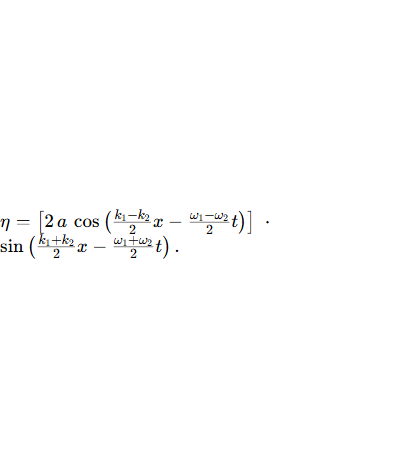 η = [2 a cos (k₁−k₂/2 x − ω₁−ω₂/2 t)] ·
sin (k₁+k₂/2 x − ω₁+ω₂/2 t) .